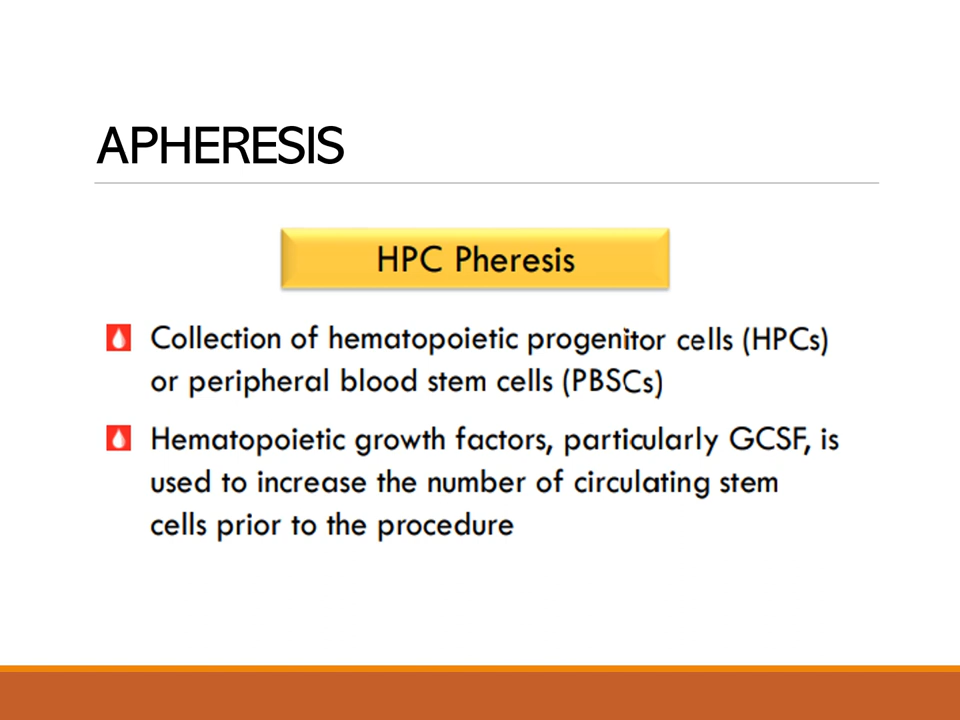 APHERESIS
HPC Pheresis
Collection of hematopoietic progenitor cells (HPCs)
or peripheral blood stem cells (PBSCs)
Hematopoietic growth factors, particularly GCSF, is
used to increase the number of circulating stem
cells prior to the procedure